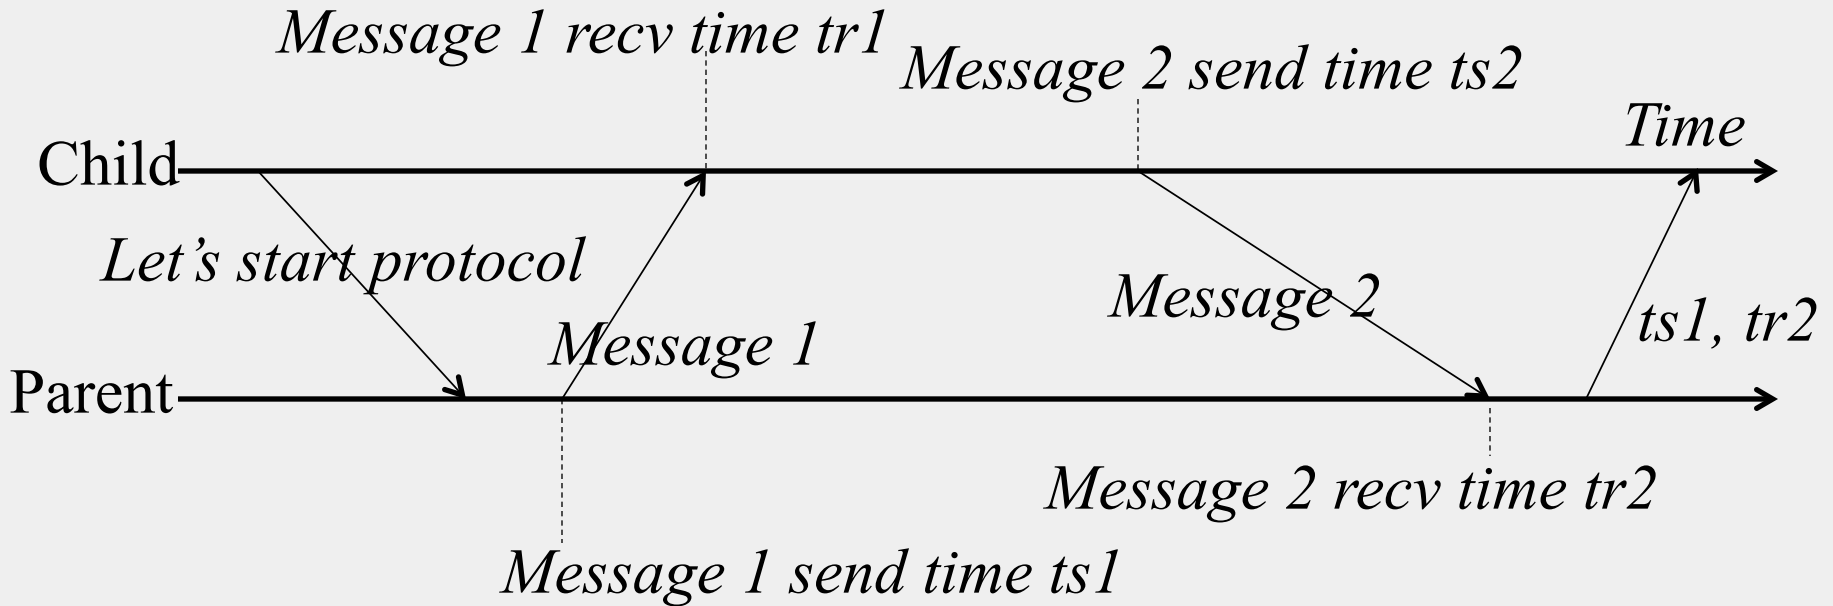 Message 1 recv time tr1
Message 2 send time ts2
Time
Child
Let’s start protocol
Message 2
ts1, tr2
Message 1
Parent
Message 2 recv time tr2
Message 1 send time ts1